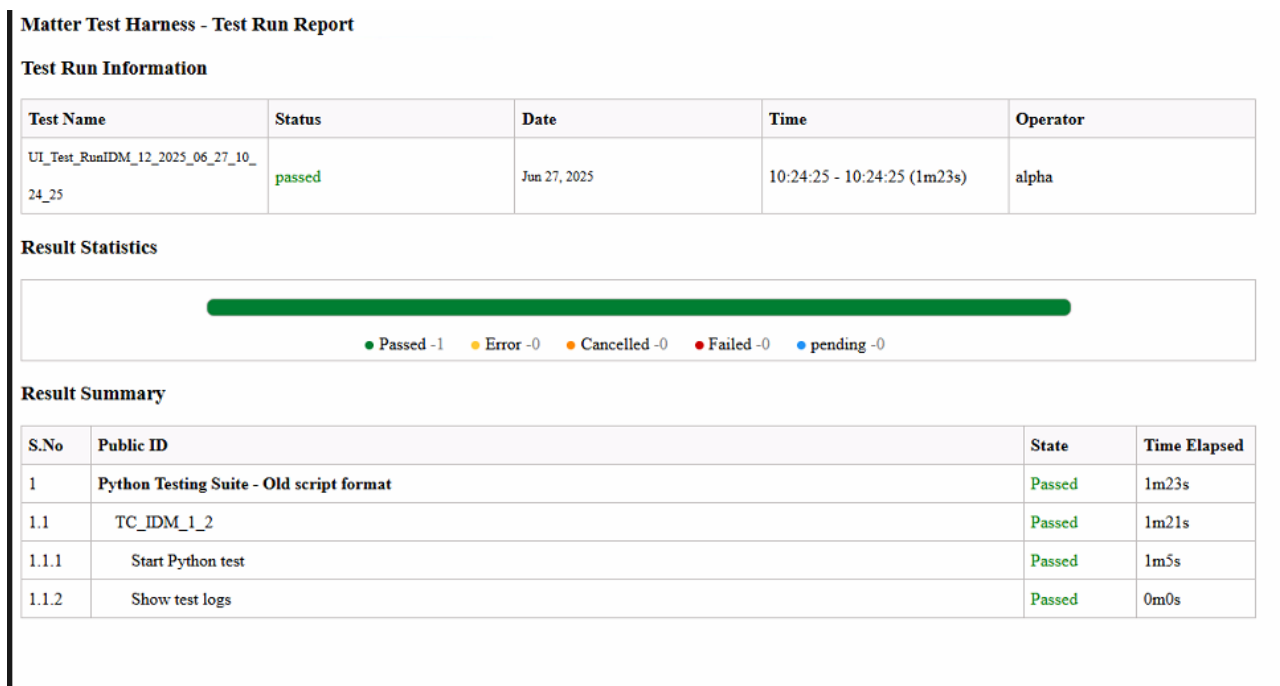 Matter Test Harness - Test Run Report
Test Run Information
Test Name Status Date Time Operator
UI_Test_RunIDM_12_2025_06_27_10_
24_25
passed Jun 27, 2025 10:24:25 - 10:24:25 (1m23s) alpha
Result Statistics
Passed -1 Error -0 Cancelled -0 Failed -0 pending -0
Result Summary
S.No Public ID State Time Elapsed
1 Python Testing Suite - Old script format Passed 1m23s
1.1 TC_IDM_1_2 Passed 1m21s
1.1.1 Start Python test Passed 1m5s
1.1.2 Show test logs Passed 0m0s